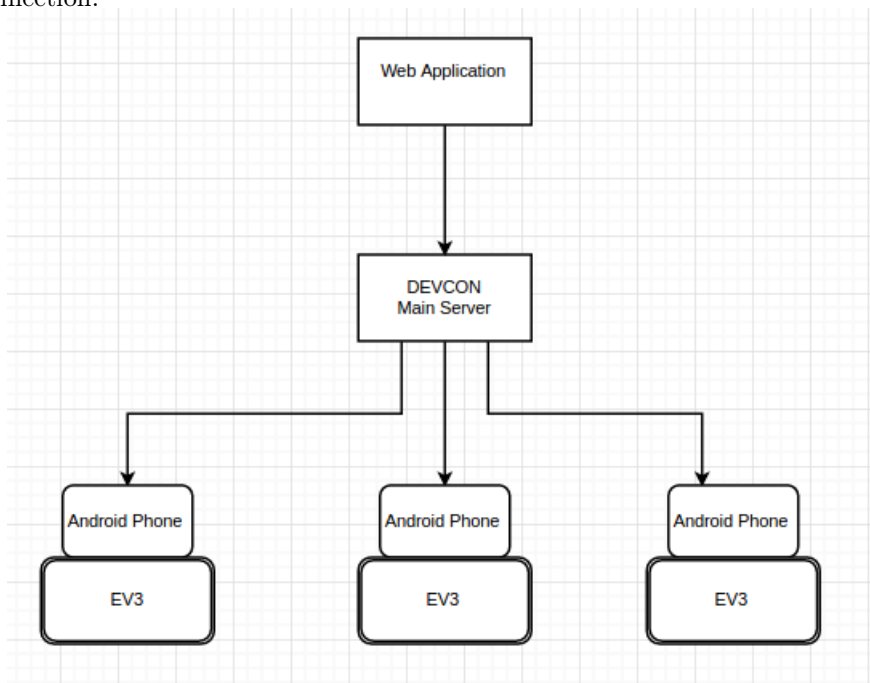 Web Application
DEVCON
Main Server
Android Phone
Android Phone
Android Phone
EV3
EV3
EV3